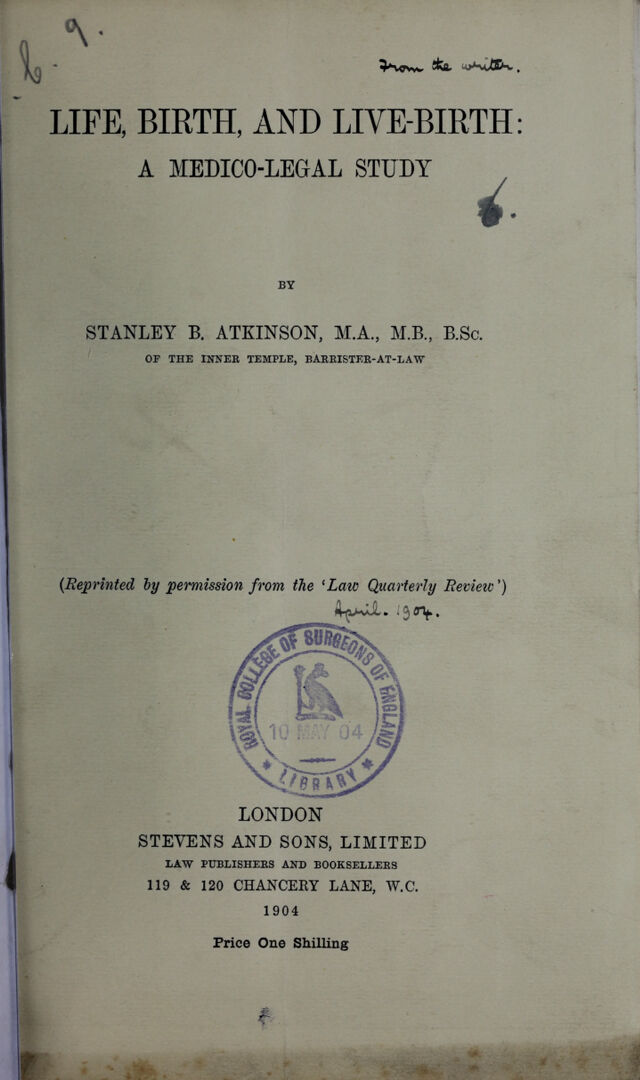 9.
From the writer.
LIFE, BIRTH, AND LIVE-BIRTH:
A MEDICO-LEGAL STUDY
6.
BY
STANLEY B. ATKINSON, M.A., M.B., B.Sc.
OF THE INNER TEMPLE, BARRISTER-AT-LAW
(Reprinted by permission from the ‘Law Quarterly Review’)
April. 1904.
ROYAL COLLEGE OF SURGEONS OF ENGLAND
10 MAY 04
* LIBRARY *
LONDON
STEVENS AND SONS, LIMITED
LAW PUBLISHERS AND BOOKSELLERS
119 & 120 CHANCERY LANE, W.C.
1904
Price One Shilling